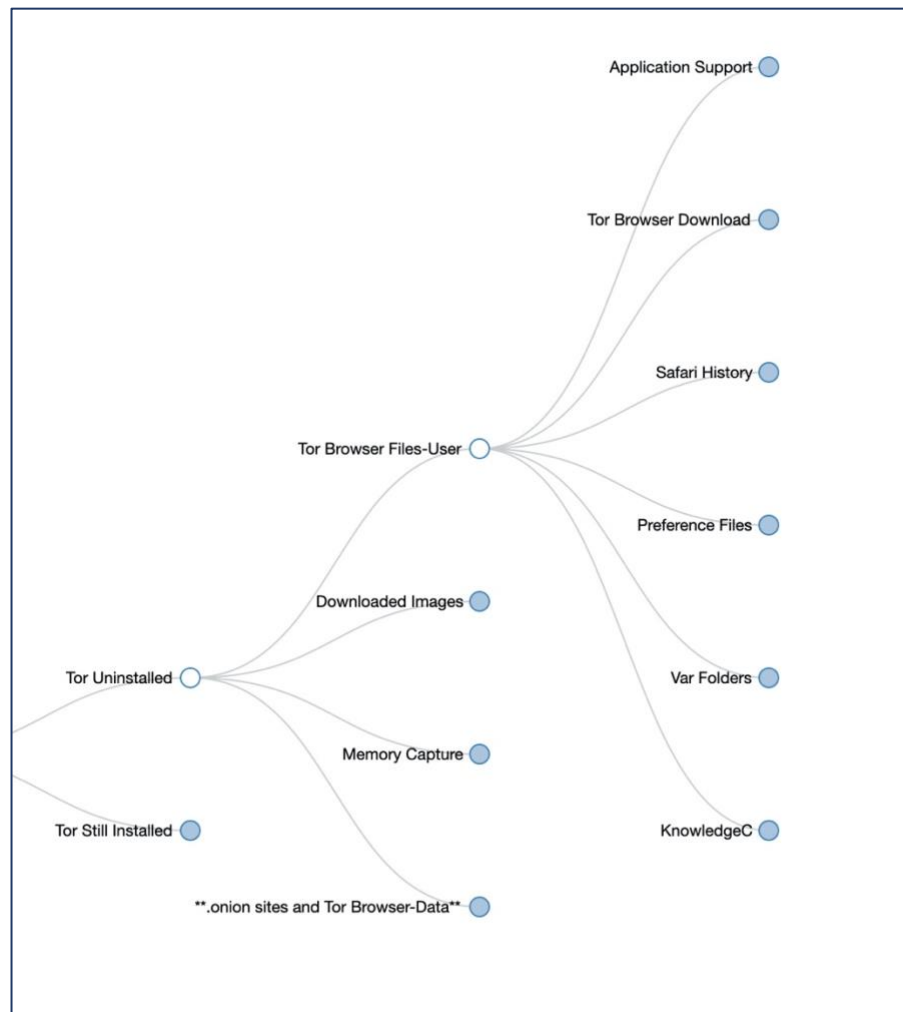 Application Support
Tor Browser Download
Safari History
Tor Browser Files-User
Preference Files
Downloaded Images
Tor Uninstalled
Var Folders
Memory Capture
Tor Still Installed
KnowledgeC
**.onion sites and Tor Browser-Data**